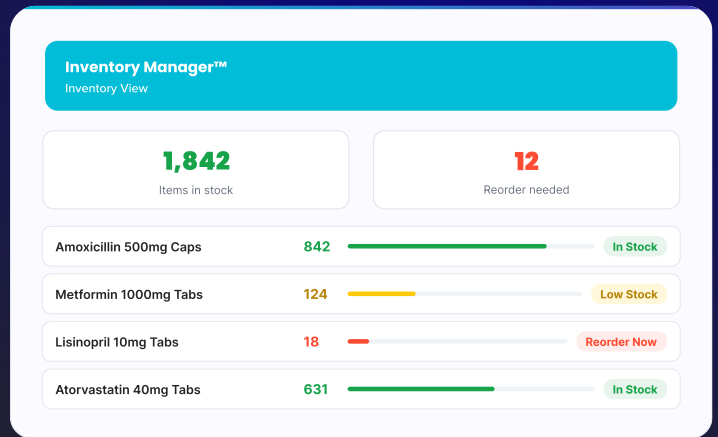 Inventory Manager™
Inventory View
1,842
Items in stock
12
Reorder needed
Amoxicillin 500mg Caps 842 In Stock
Metformin 1000mg Tabs 124 Low Stock
Lisinopril 10mg Tabs 18 Reorder Now
Atorvastatin 40mg Tabs 631 In Stock